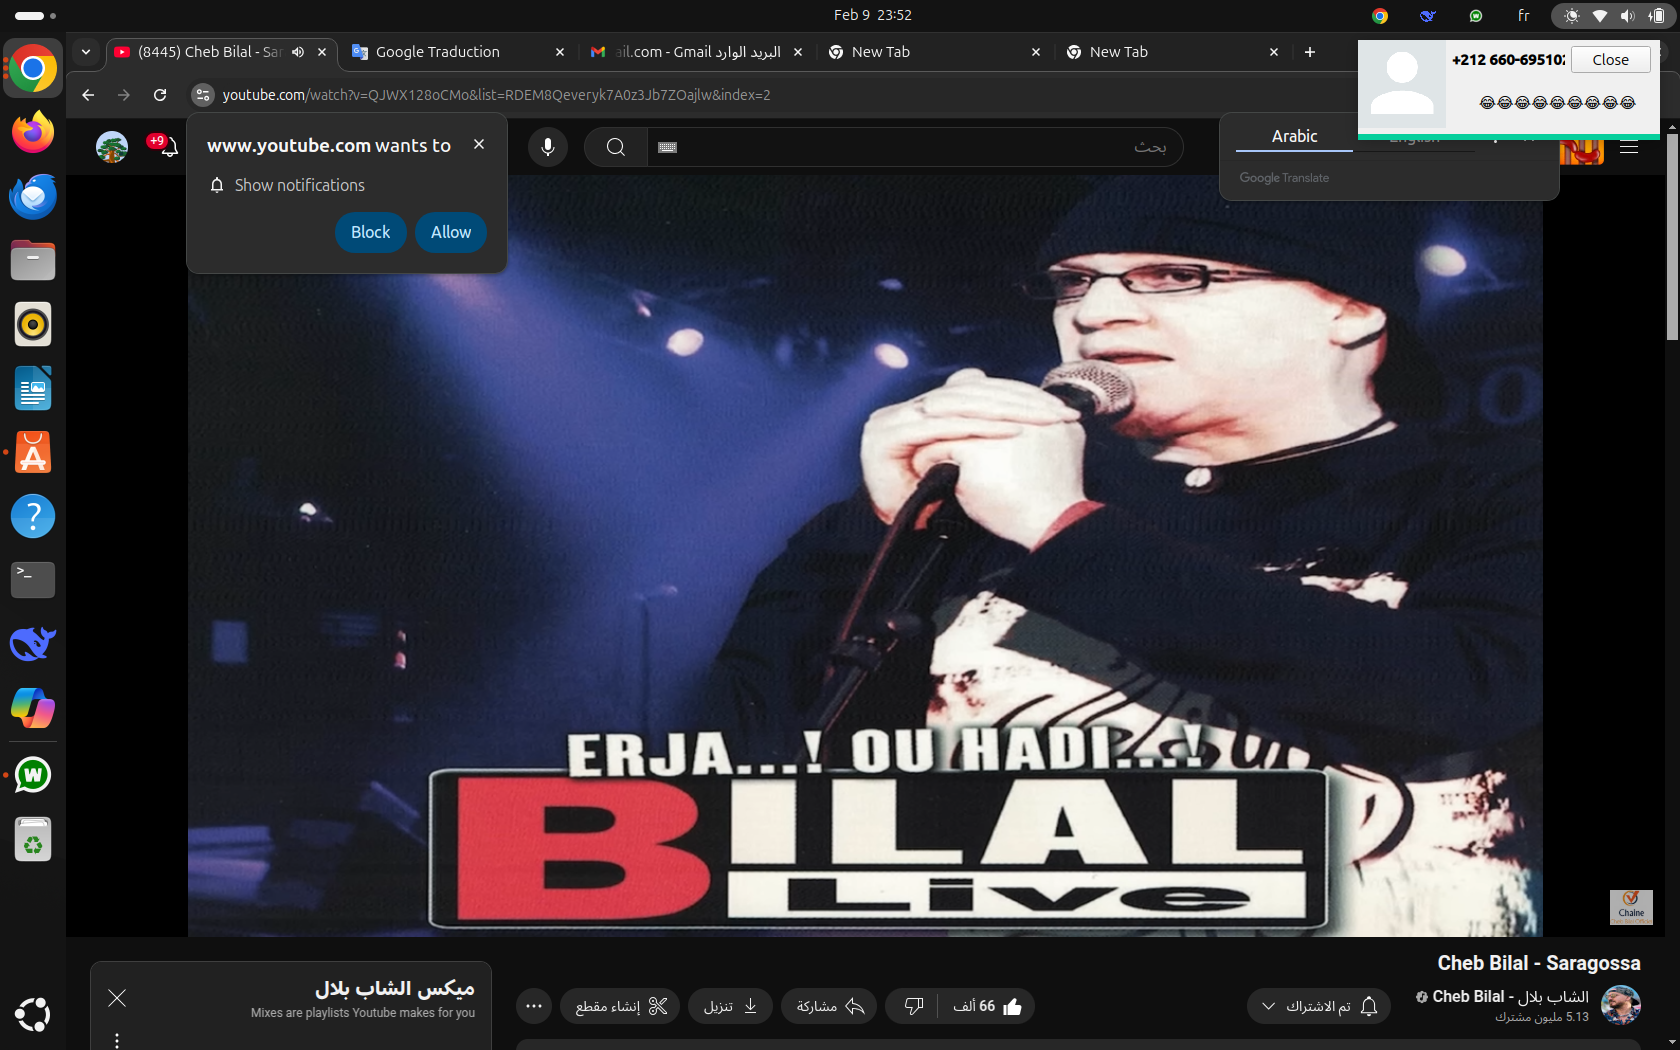 Feb 9 23:52
fr
(8445) Cheb Bilal - Sar
Google Traduction
البريد الوارد - Gmail - ail.com
New Tab
New Tab
youtube.com/watch?v=QJWX128oCMo&list=RDEM8Qeveryk7A0z3Jb7ZOajlw&index=2
+212 660-695102
Close
😂😂😂😂😂😂😂😂😂
+9
بحث
www.youtube.com wants to
Show notifications
Block
Allow
Arabic
English
Google Translate
ERJA...! OU HADI...!
BILAL
Live
Chaine
Cheb Bilal - Saragossa
الشاب بلال - Cheb Bilal
5.13 مليون مشترك
تم الاشتراك
66 ألف
مشاركة
تنزيل
إنشاء مقطع
ميكس الشاب بلال
Mixes are playlists Youtube makes for you